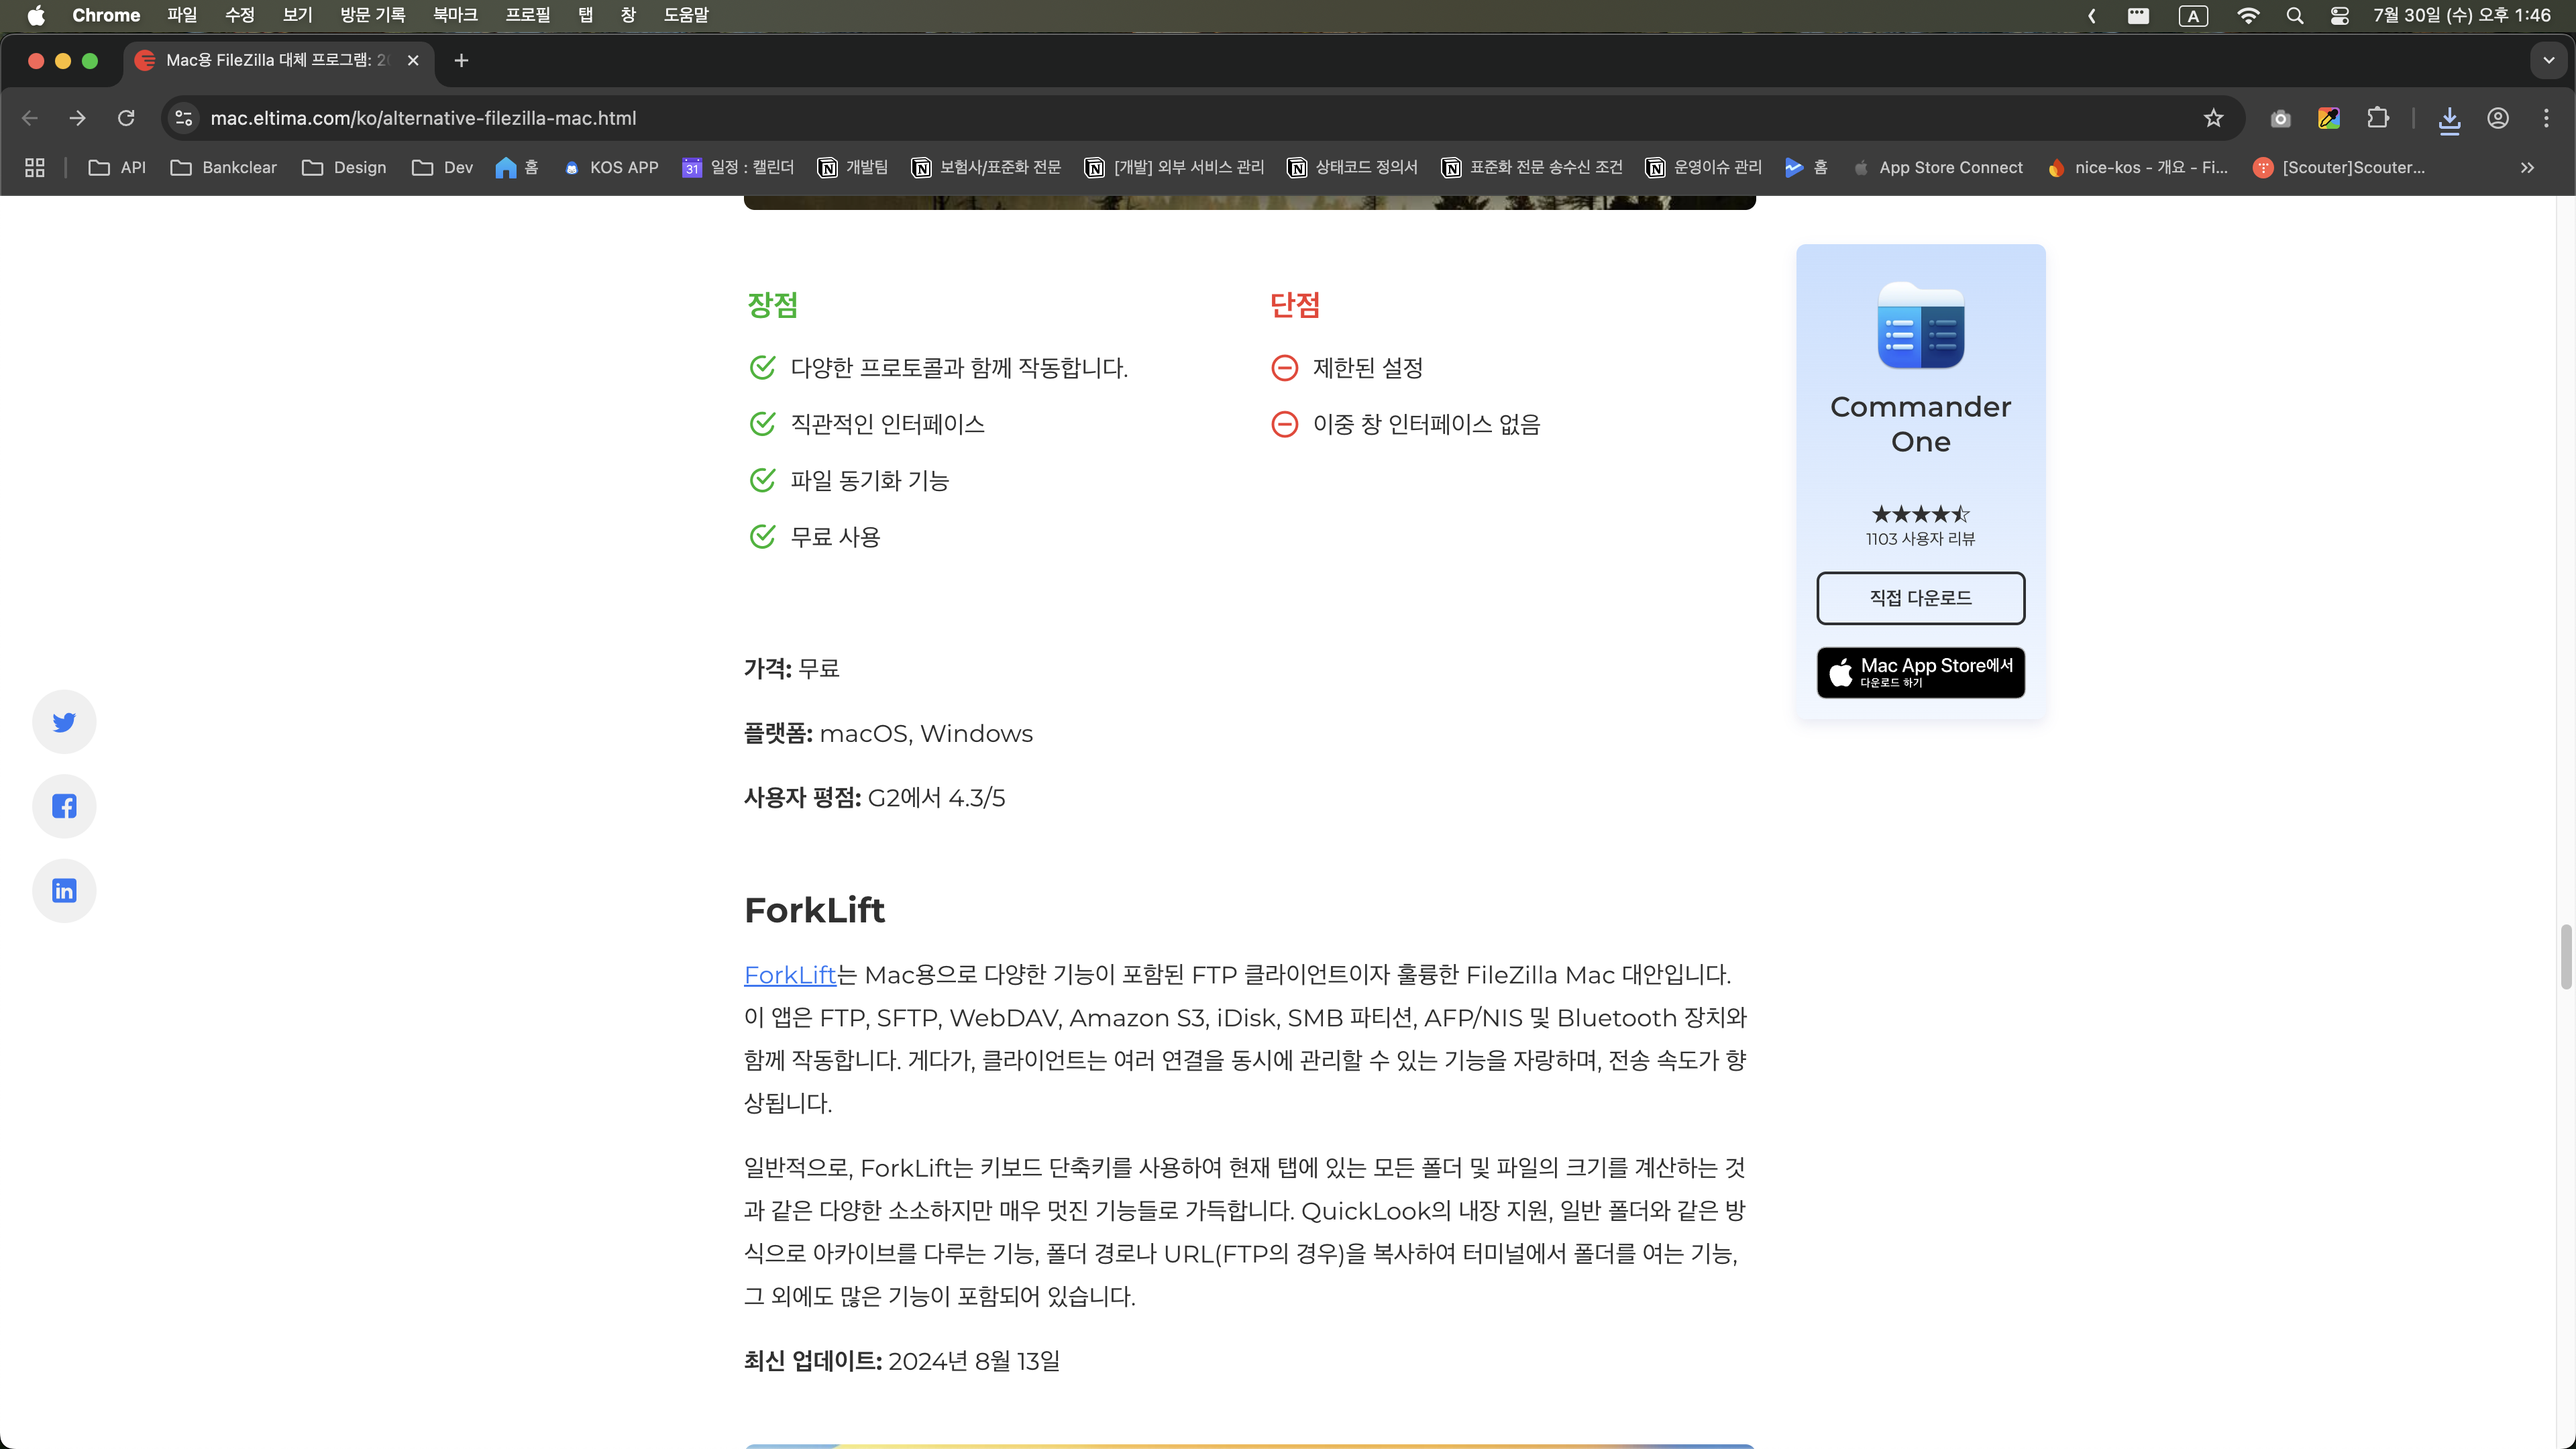 Chrome 파일 수정 보기 방문 기록 북마크 프로필 탭 창 도움말
A 7월 30일 (수) 오후 1:46
Mac용 FileZilla 대체 프로그램: 20
mac.eltima.com/ko/alternative-filezilla-mac.html
API Bankclear Design Dev 홈 KOS APP 31 일정 : 캘린더 개발팀 보험사/표준화 전문 [개발] 외부 서비스 관리 상태코드 정의서 표준화 전문 송수신 조건 운영이슈 관리 홈 App Store Connect nice-kos - 개요 - Fi... [Scouter]Scouter...
장점
다양한 프로토콜과 함께 작동합니다.
직관적인 인터페이스
파일 동기화 기능
무료 사용
단점
제한된 설정
이중 창 인터페이스 없음
가격: 무료
플랫폼: macOS, Windows
사용자 평점: G2에서 4.3/5
ForkLift
ForkLift는 Mac용으로 다양한 기능이 포함된 FTP 클라이언트이자 훌륭한 FileZilla Mac 대안입니다.
이 앱은 FTP, SFTP, WebDAV, Amazon S3, iDisk, SMB 파티션, AFP/NIS 및 Bluetooth 장치와
함께 작동합니다. 게다가, 클라이언트는 여러 연결을 동시에 관리할 수 있는 기능을 자랑하며, 전송 속도가 향
상됩니다.
일반적으로, ForkLift는 키보드 단축키를 사용하여 현재 탭에 있는 모든 폴더 및 파일의 크기를 계산하는 것
과 같은 다양한 소소하지만 매우 멋진 기능들로 가득합니다. QuickLook의 내장 지원, 일반 폴더와 같은 방
식으로 아카이브를 다루는 기능, 폴더 경로나 URL(FTP의 경우)을 복사하여 터미널에서 폴더를 여는 기능,
그 외에도 많은 기능이 포함되어 있습니다.
최신 업데이트: 2024년 8월 13일
Commander
One
1103 사용자 리뷰
직접 다운로드
Mac App Store에서
다운로드 하기